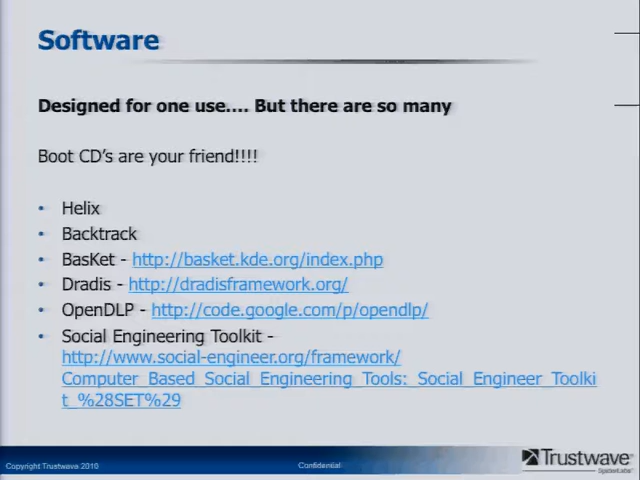 Software
Designed for one use.... But there are so many
Boot CD's are your friend!!!!
• Helix
• Backtrack
• BasKet - http://basket.kde.org/index.php
• Dradis - http://dradisframework.org/
• OpenDLP - http://code.google.com/p/opendlp/
• Social Engineering Toolkit -
http://www.social-engineer.org/framework/
Computer_Based_Social_Engineering_Tools:_Social_Engineer_Toolki
t_%28SET%29
Copyright Trustwave 2010
Confidential
Trustwave®
SpiderLabs®